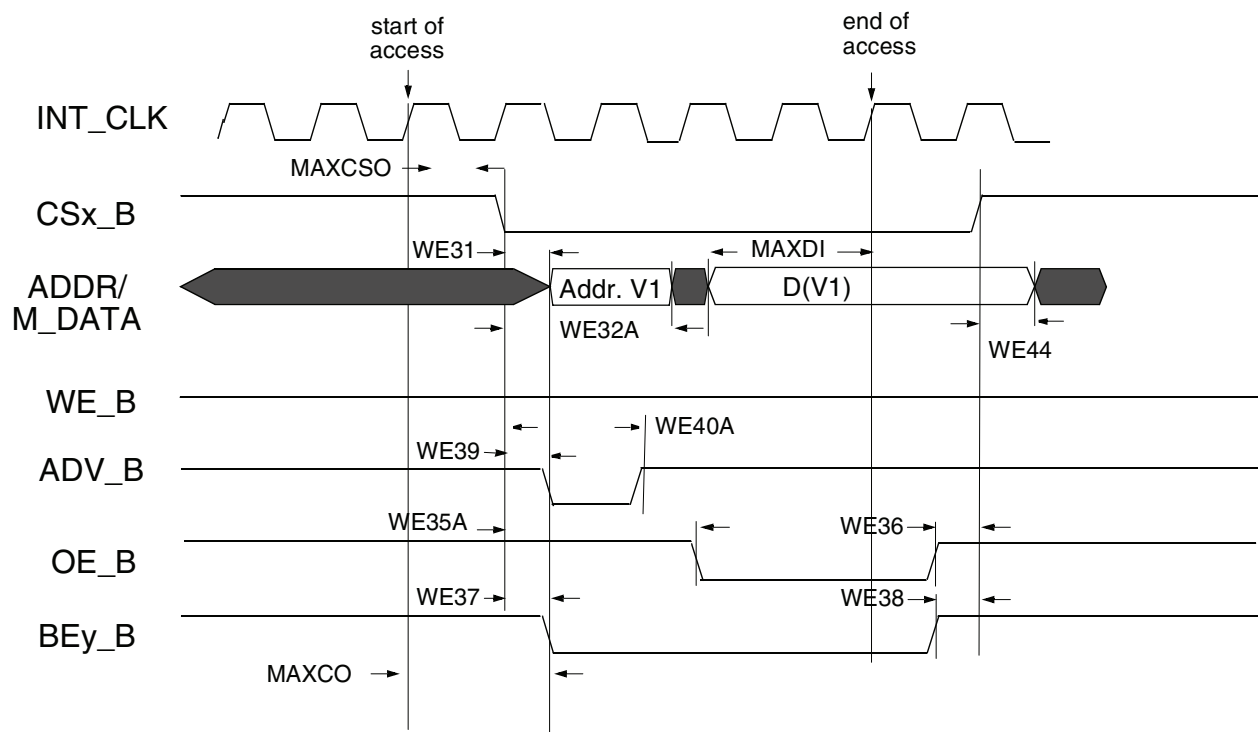 start of
access
end of
access
INT_CLK
MAXCSO
CSx_B
WE31
MAXDI
ADDR/
M_DATA
Addr. V1
D(V1)
WE32A
WE44
WE_B
WE40A
WE39
ADV_B
WE35A
WE36
OE_B
WE37
WE38
BEy_B
MAXCO